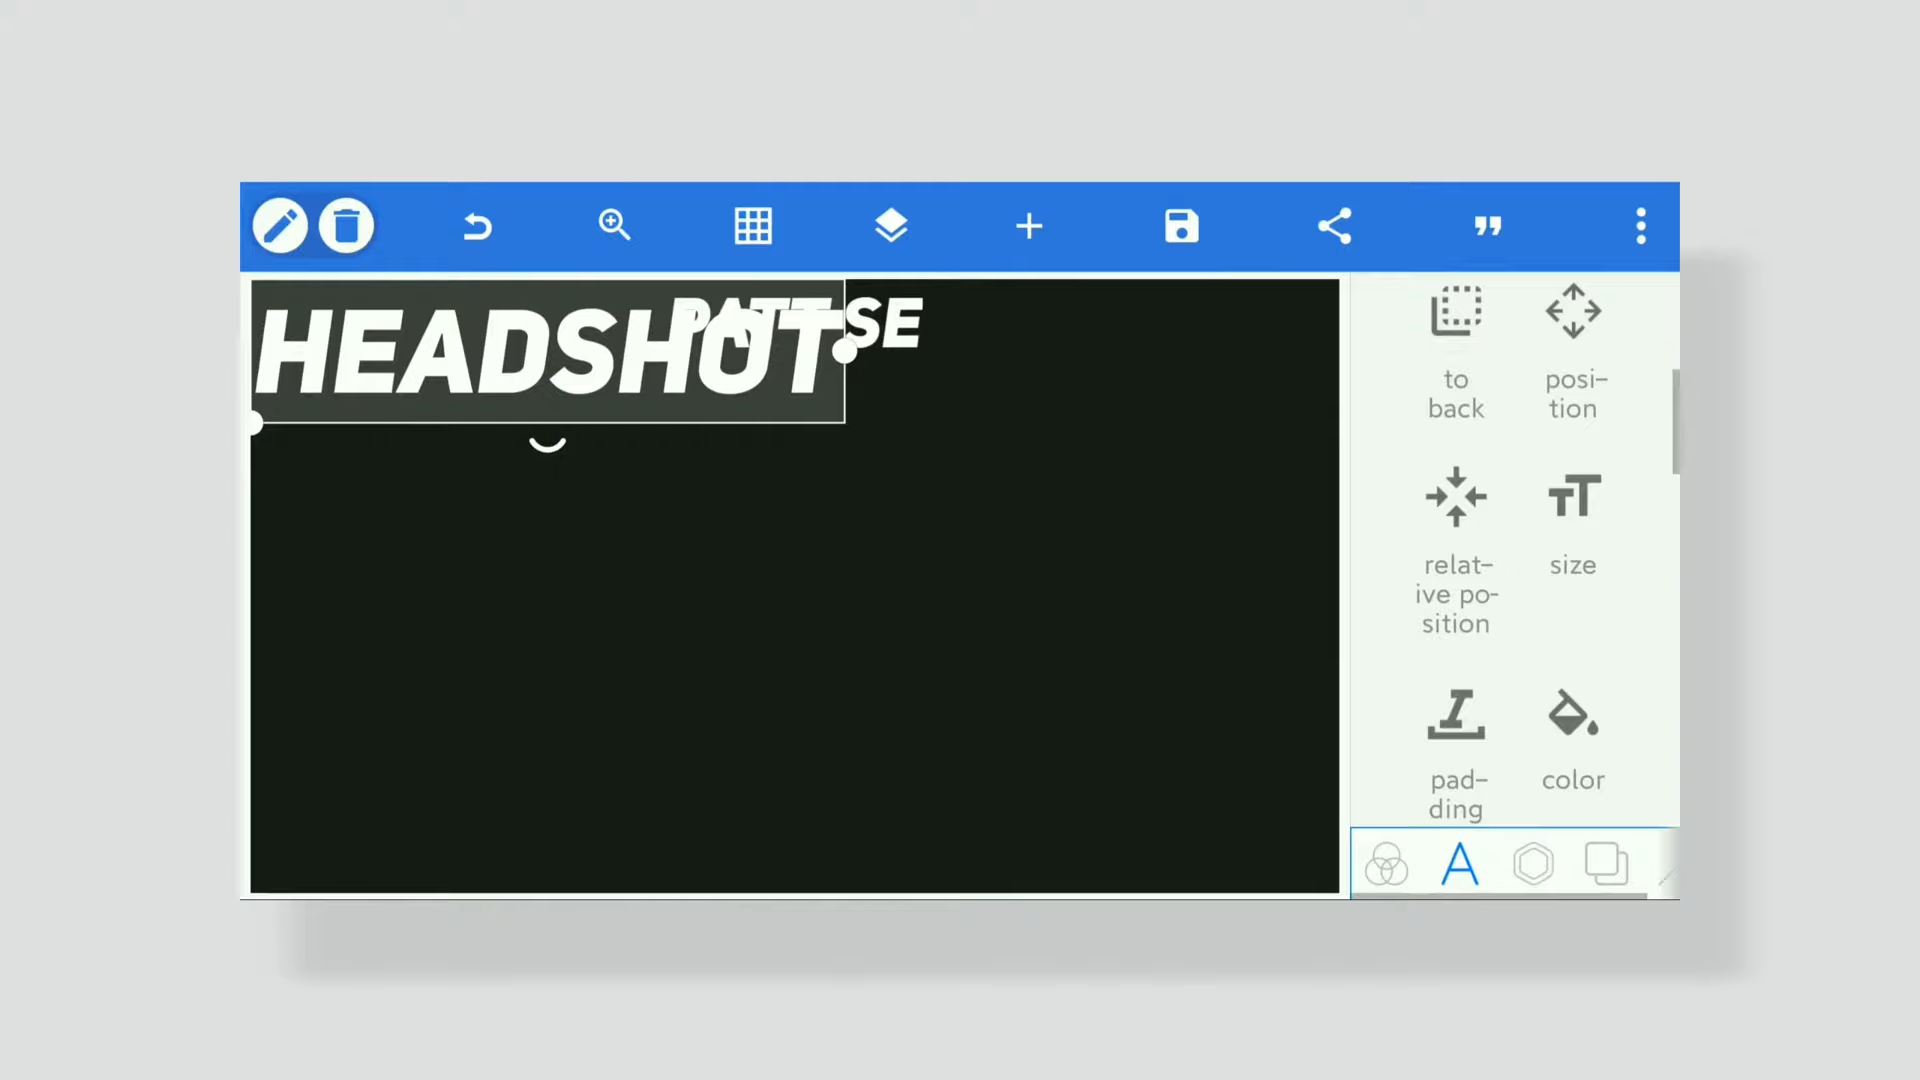 HEADSHOT
SE
to
back
posi-
tion
relat-
ive po-
sition
size
pad-
ding
color